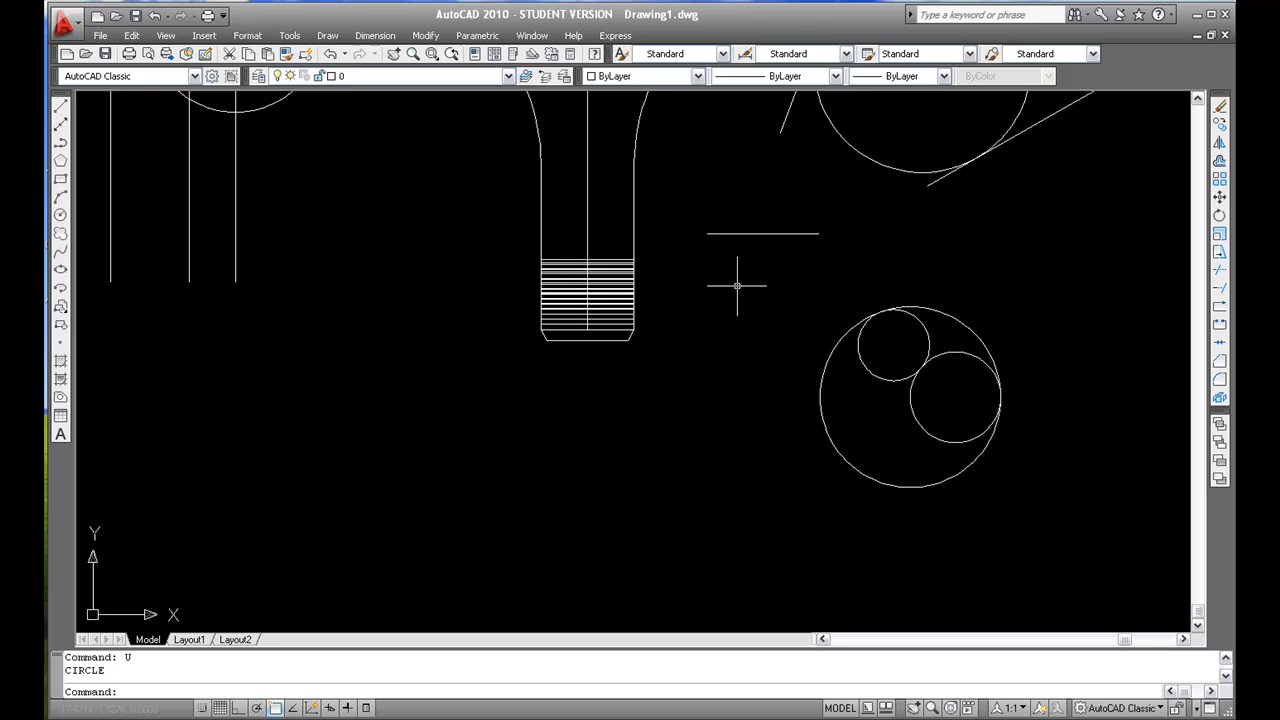 AutoCAD 2010 - STUDENT VERSION Drawing1.dwg
Type a keyword or phrase
File Edit View Insert Format Tools Draw Dimension Modify Parametric Window Help Express
Standard Standard Standard Standard
AutoCAD Classic 0 ByLayer ByLayer ByLayer ByColor
A
Y
X
Model Layout1 Layout2
Command: U
CIRCLE
Command:
MODEL 1:1 AutoCAD Classic